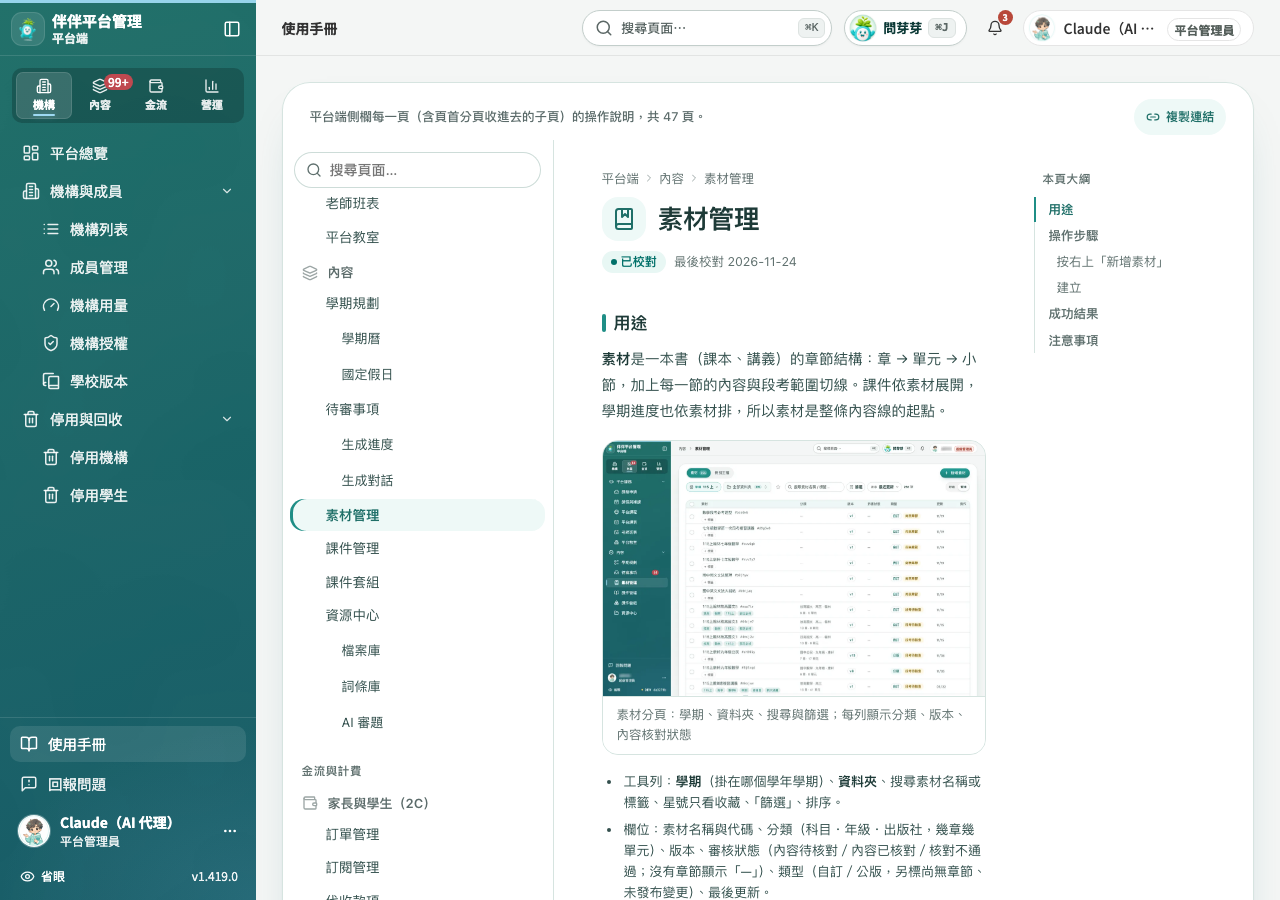 伴伴平台管理
平台端
機構
內容
99+
金流
營運
平台總覽
機構與成員
機構列表
成員管理
機構用量
機構授權
學校版本
停用與回收
停用機構
停用學生
使用手冊
回報問題
Claude（AI 代理）
平台管理員
省眼
v1.419.0
使用手冊
搜尋頁面⋯
⌘K
問芽芽
⌘J
3
Claude（AI ⋯
平台管理員
平台端側欄每一頁（含頁首分頁收進去的子頁）的操作說明，共 47 頁。
複製連結
搜尋頁面...
老師班表
平台教室
內容
學期規劃
學期曆
國定假日
待審事項
生成進度
生成對話
素材管理
課件管理
課件套組
資源中心
檔案庫
詞條庫
AI 審題
金流與計費
家長與學生（2C）
訂單管理
訂閱管理
代收款項
平台端 › 內容 › 素材管理
素材管理
已校對
最後校對 2026-11-24
用途
素材是一本書（課本、講義）的章節結構：章 → 單元 → 小
節，加上每一節的內容與段考範圍切線。課件依素材展開，
學期進度也依素材排，所以素材是整條內容線的起點。
素材分頁：學期、資料夾、搜尋與篩選；每列顯示分類、版本、
內容核對狀態
• 工具列：學期（掛在哪個學年學期）、資料夾、搜尋素材名稱或
標籤、星號只看收藏、「篩選」、排序。
• 欄位：素材名稱與代碼、分類（科目．年級．出版社，幾章幾
單元）、版本、審核狀態（內容待核對 / 內容已核對 / 核對不通
過；沒有章節顯示「—」）、類型（自訂 / 公版，另標尚無章節、
未發布變更）、最後更新。
本頁大綱
用途
操作步驟
按右上「新增素材」
建立
成功結果
注意事項